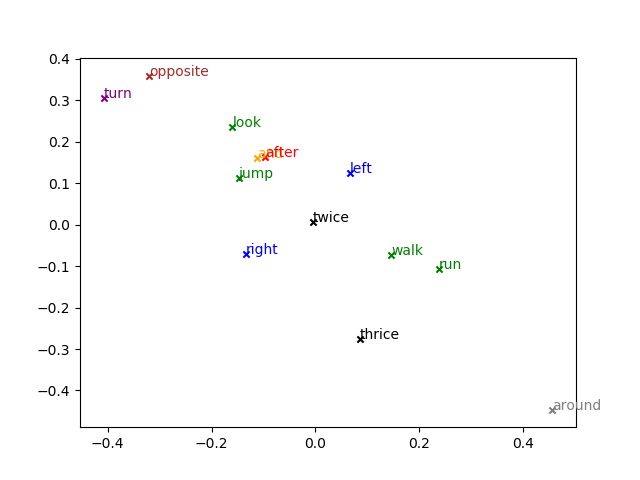 0.4
opposite
turn
0.3
look
0.2
after
left
jump
0.1
twice
0.0
right
walk
run
−0.1
−0.2
thrice
−0.3
−0.4
around
−0.4
−0.2
0.0
0.2
0.4